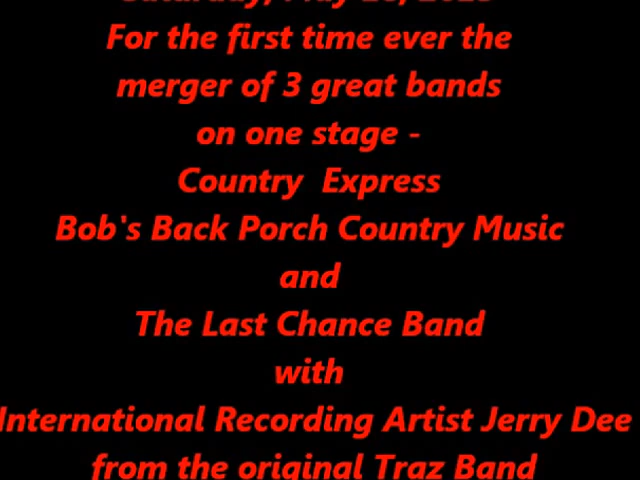 For the first time ever the
merger of 3 great bands
on one stage -
Country Express
Bob's Back Porch Country Music
and
The Last Chance Band
with
International Recording Artist Jerry Dee
from the original Traz Band